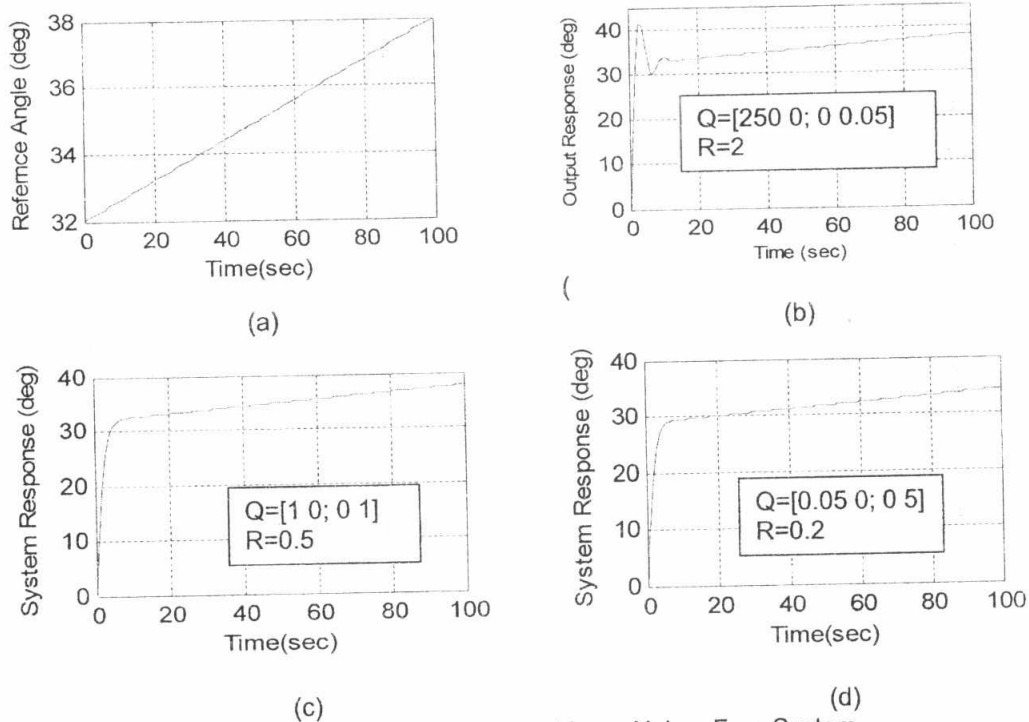 Refernce Angle (deg)
38
36
34
32
0 20 40 60 80 100
Time(sec)
(a)
Output Response (deg)
40
30
20
10
0
Q=[250 0; 0 0.05]
R=2
0 20 40 60 80 100
Time (sec)
(
(b)
System Response (deg)
40
30
20
10
0
Q=[1 0; 0 1]
R=0.5
0 20 40 60 80 100
Time(sec)
(c)
System Response (deg)
40
30
20
10
0
Q=[0.05 0; 0 5]
R=0.2
0 20 40 60 80 100
Time(sec)
(d)